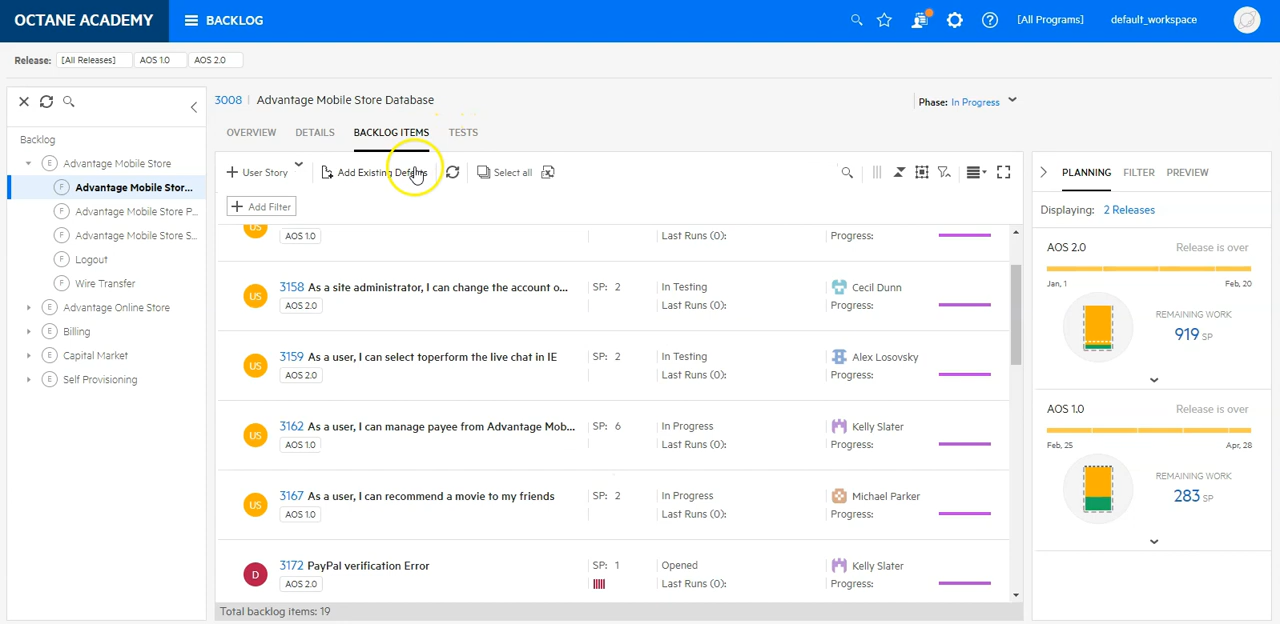 OCTANE ACADEMY
BACKLOG
[All Programs]
default_workspace
Release:
[All Releases]
AOS 1.0
AOS 2.0
3008
Advantage Mobile Store Database
Phase: In Progress
Backlog
E Advantage Mobile Store
F Advantage Mobile Stor...
F Advantage Mobile Store P...
F Advantage Mobile Store S...
F Logout
F Wire Transfer
E Advantage Online Store
E Billing
E Capital Market
E Self Provisioning
OVERVIEW
DETAILS
BACKLOG ITEMS
TESTS
+ User Story
Add Existing Defects
Select all
+ Add Filter
US
AOS 1.0
Last Runs (0):
Progress:
US
3158 As a site administrator, I can change the account o...
SP: 2
In Testing
Cecil Dunn
AOS 2.0
Last Runs (0):
Progress:
US
3159 As a user, I can select toperform the live chat in IE
SP: 2
In Testing
Alex Losovsky
AOS 2.0
Last Runs (0):
Progress:
US
3162 As a user, I can manage payee from Advantage Mob...
SP: 6
In Progress
Kelly Slater
AOS 1.0
Last Runs (0):
Progress:
US
3167 As a user, I can recommend a movie to my friends
SP: 2
In Progress
Michael Parker
AOS 1.0
Last Runs (0):
Progress:
D
3172 PayPal verification Error
SP: 1
Opened
Kelly Slater
AOS 2.0
Last Runs (0):
Progress:
Total backlog items: 19
PLANNING
FILTER
PREVIEW
Displaying: 2 Releases
AOS 2.0
Release is over
Jan, 1
Feb, 20
REMAINING WORK
919 SP
AOS 1.0
Release is over
Feb, 25
Apr, 28
REMAINING WORK
283 SP